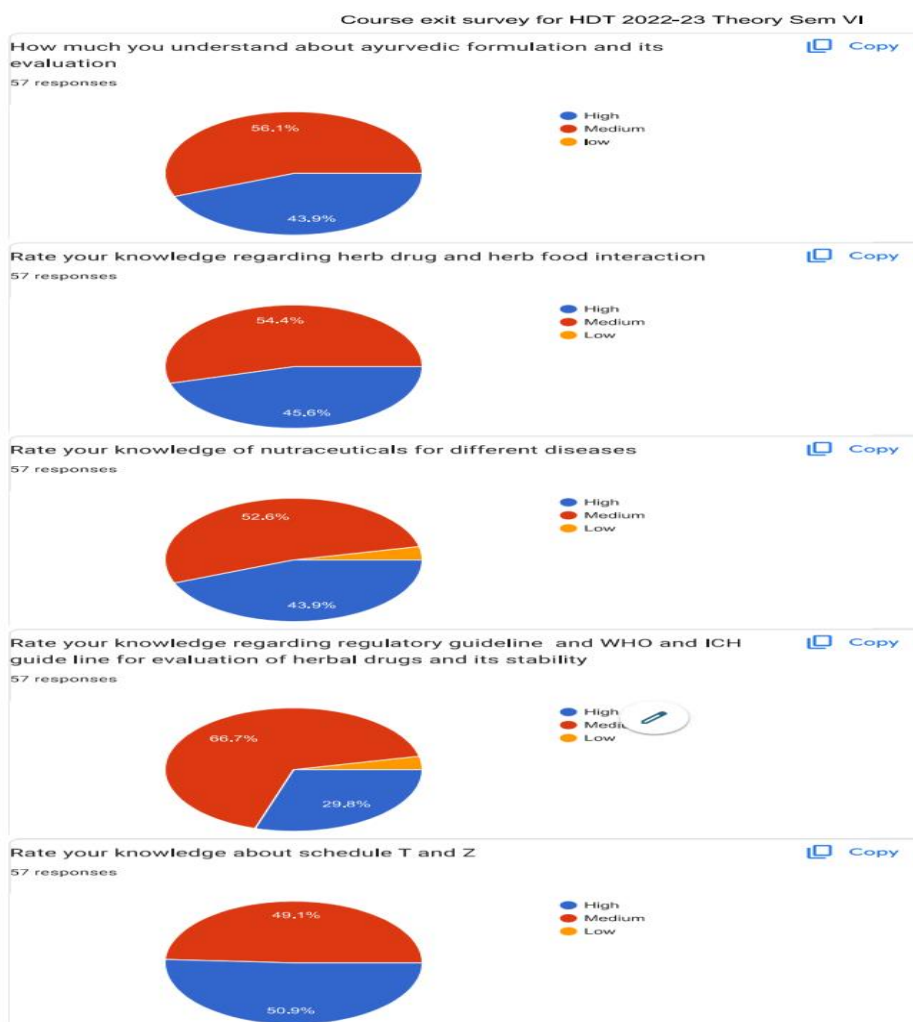 Course exit survey for HDT 2022-23 Theory Sem VI
How much you understand about ayurvedic formulation and its
evaluation
Copy
57 responses
56.1%
43.9%
High
Medium
low
Rate your knowledge regarding herb drug and herb food interaction
Copy
57 responses
54.4%
45.6%
High
Medium
Low
Rate your knowledge of nutraceuticals for different diseases
Copy
57 responses
52.6%
43.9%
High
Medium
Low
Rate your knowledge regarding regulatory guideline and WHO and ICH
guide line for evaluation of herbal drugs and its stability
Copy
57 responses
66.7%
29.8%
High
Mediu
Low
Rate your knowledge about schedule T and Z
Copy
57 responses
49.1%
50.9%
High
Medium
Low